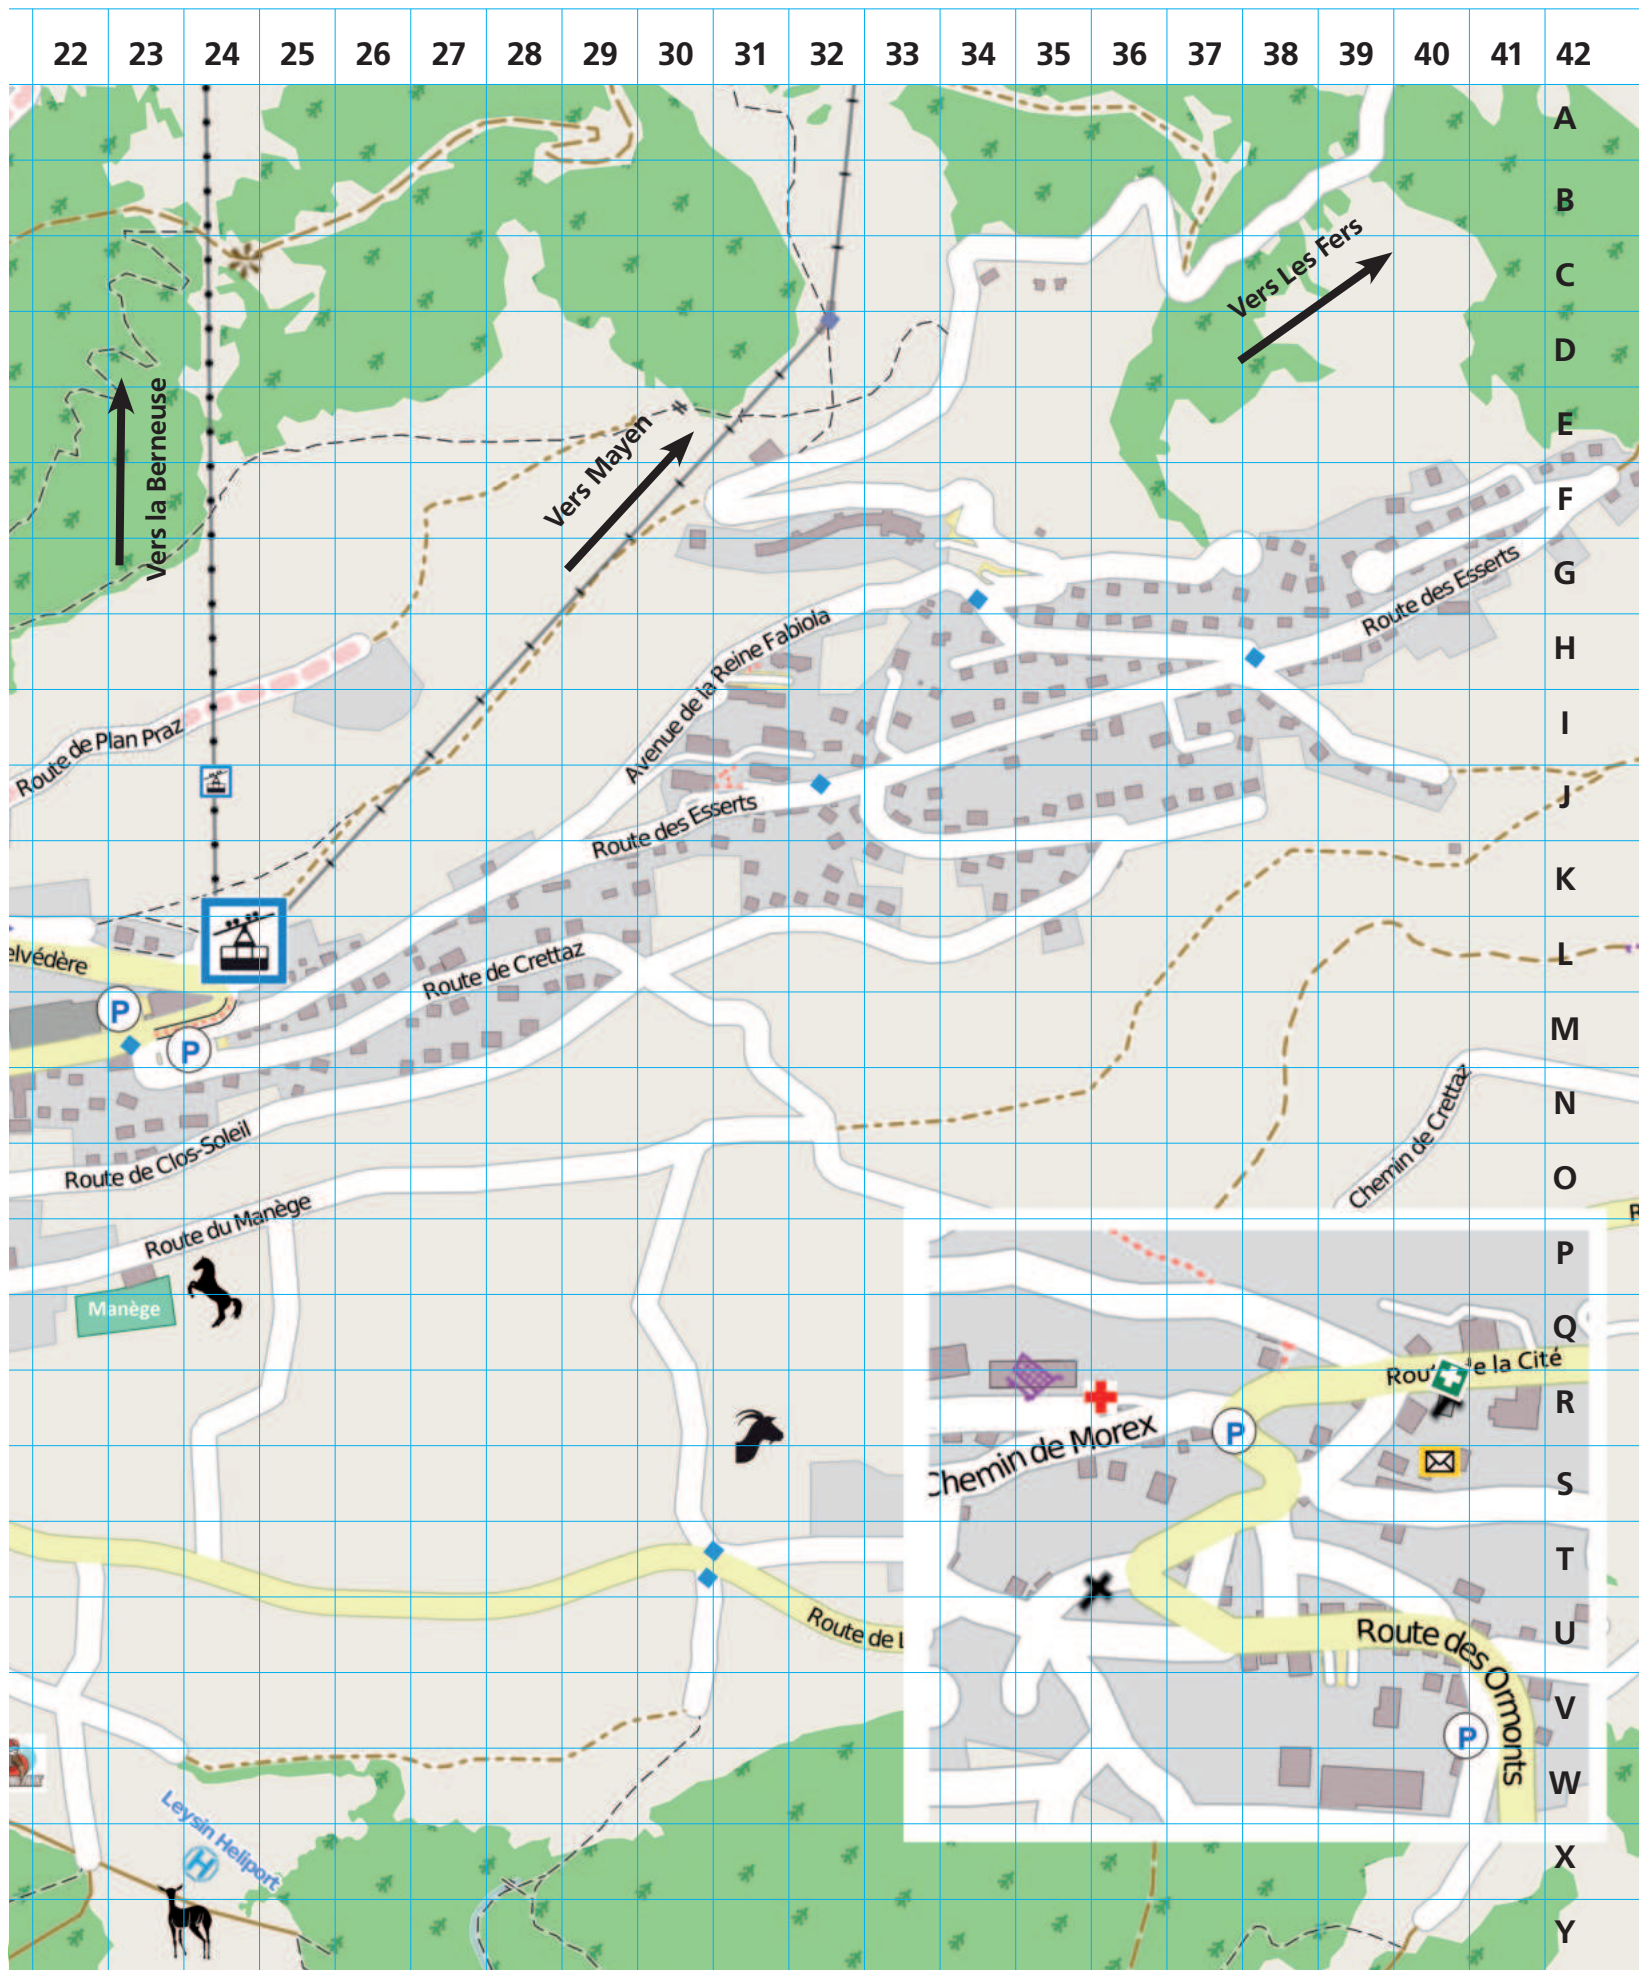 22 23 24 25 26 27 28 29 30 31 32 33 34 35 36 37 38 39 40 41 42
A
B
Vers Les Fers
C
D
Vers la Berneuse
E
Vers Mayen
F
G
Route des Esserts
Avenue de la Reine Fabiola
H
Route de Plan Praz
I
J
Route des Esserts
K
elvédère
L
Route de Crettaz
P
M
P
N
Chemin de Crettaz
Route de Clos-Soleil
O
Route du Manège
R
P
Manège
Q
Route de la Cité
R
Chemin de Morex
P
S
T
Route de L
U
Route des Ormonts
V
P
W
Leysin Heliport
H
X
Y